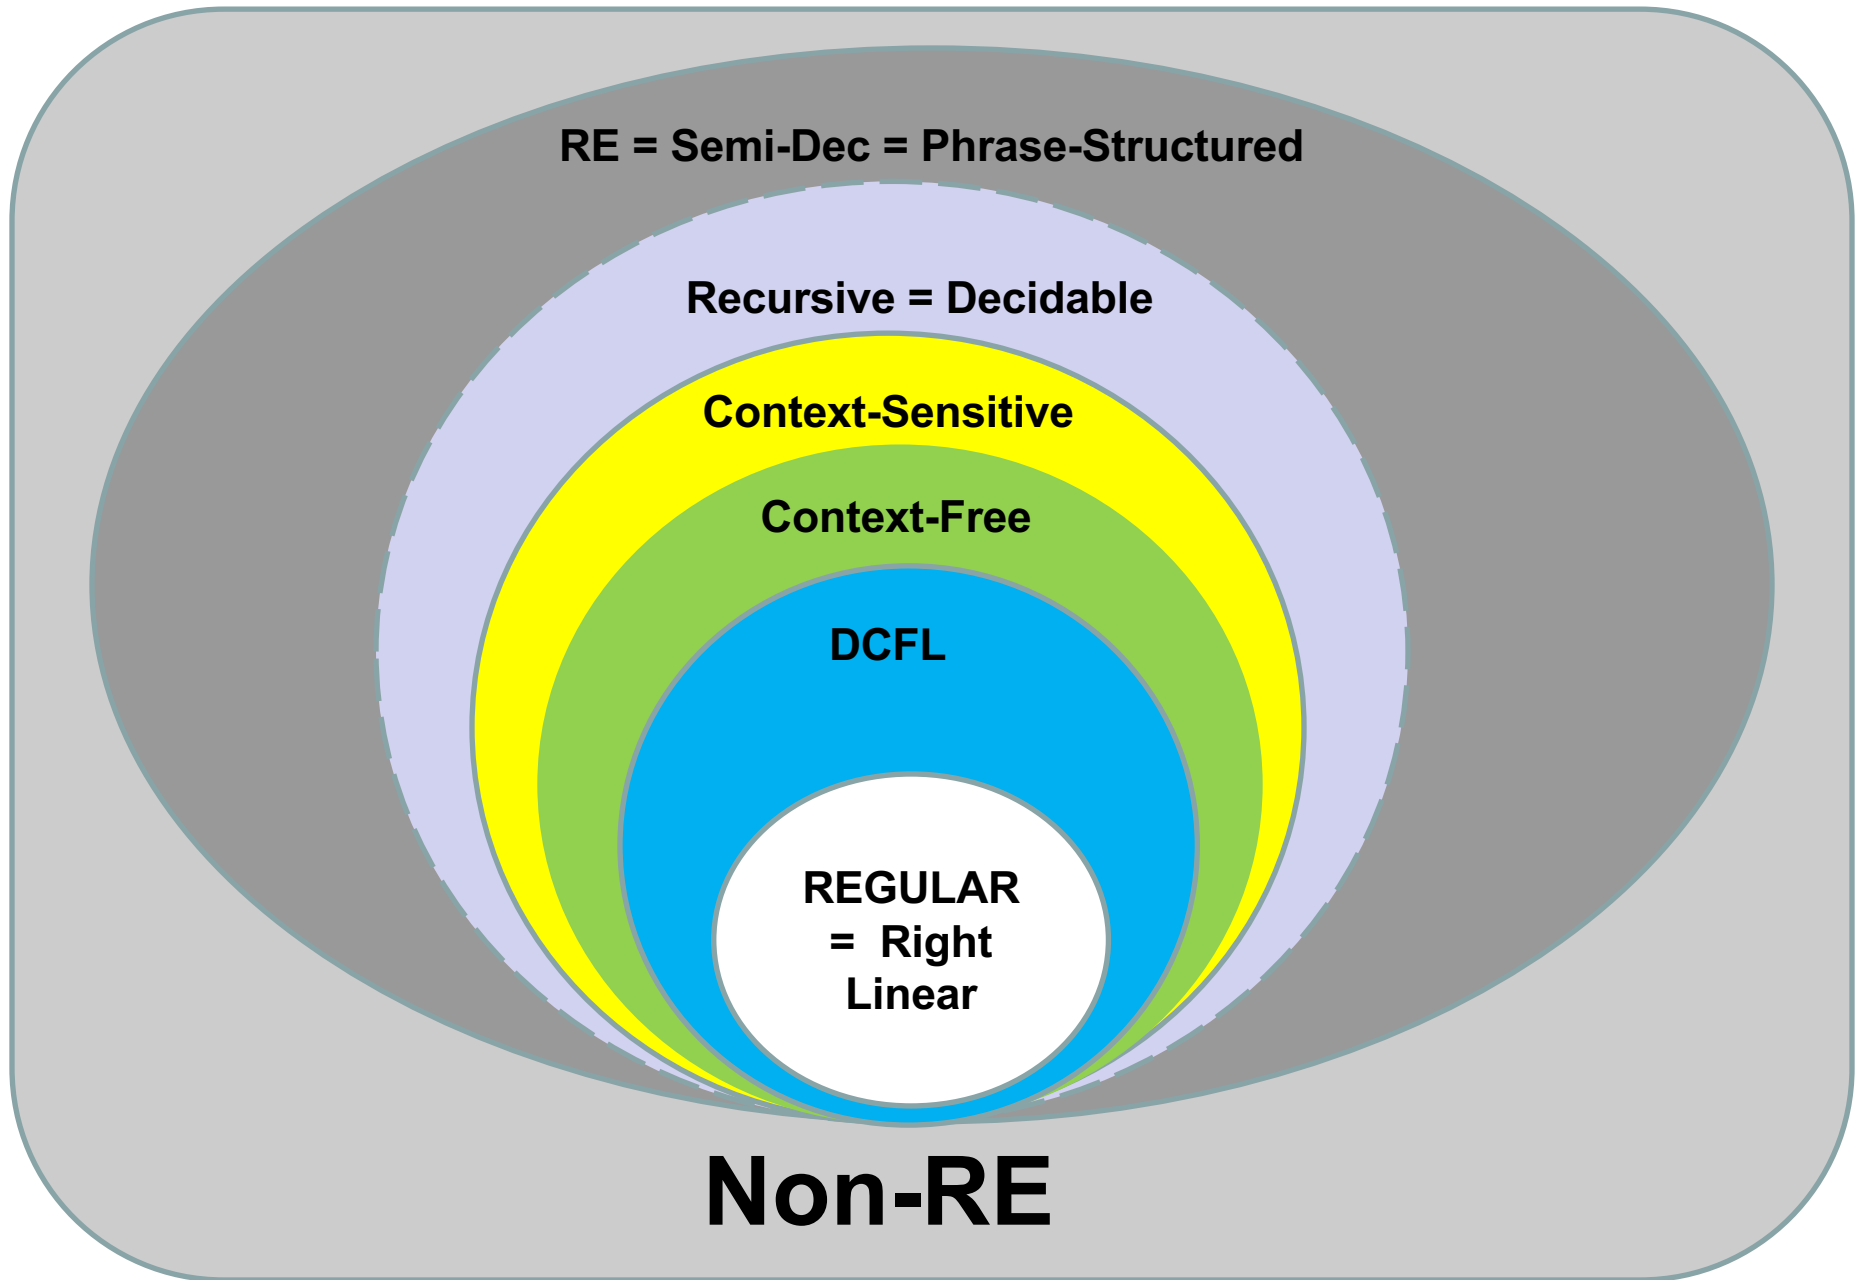 RE = Semi-Dec = Phrase-Structured
Recursive = Decidable
Context-Sensitive
Context-Free
DCFL
REGULAR
= Right
Linear
Non-RE